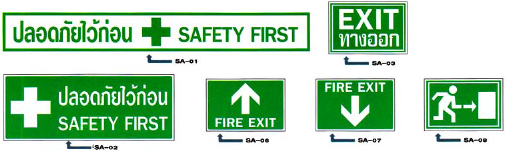 ปลอดภัยไว้ก่อน SAFETY FIRST
SA-01
EXIT
ทางออก
SA-03
ปลอดภัยไว้ก่อน
SAFETY FIRST
SA-02
FIRE EXIT
SA-06
FIRE EXIT
SA-07
SA-08